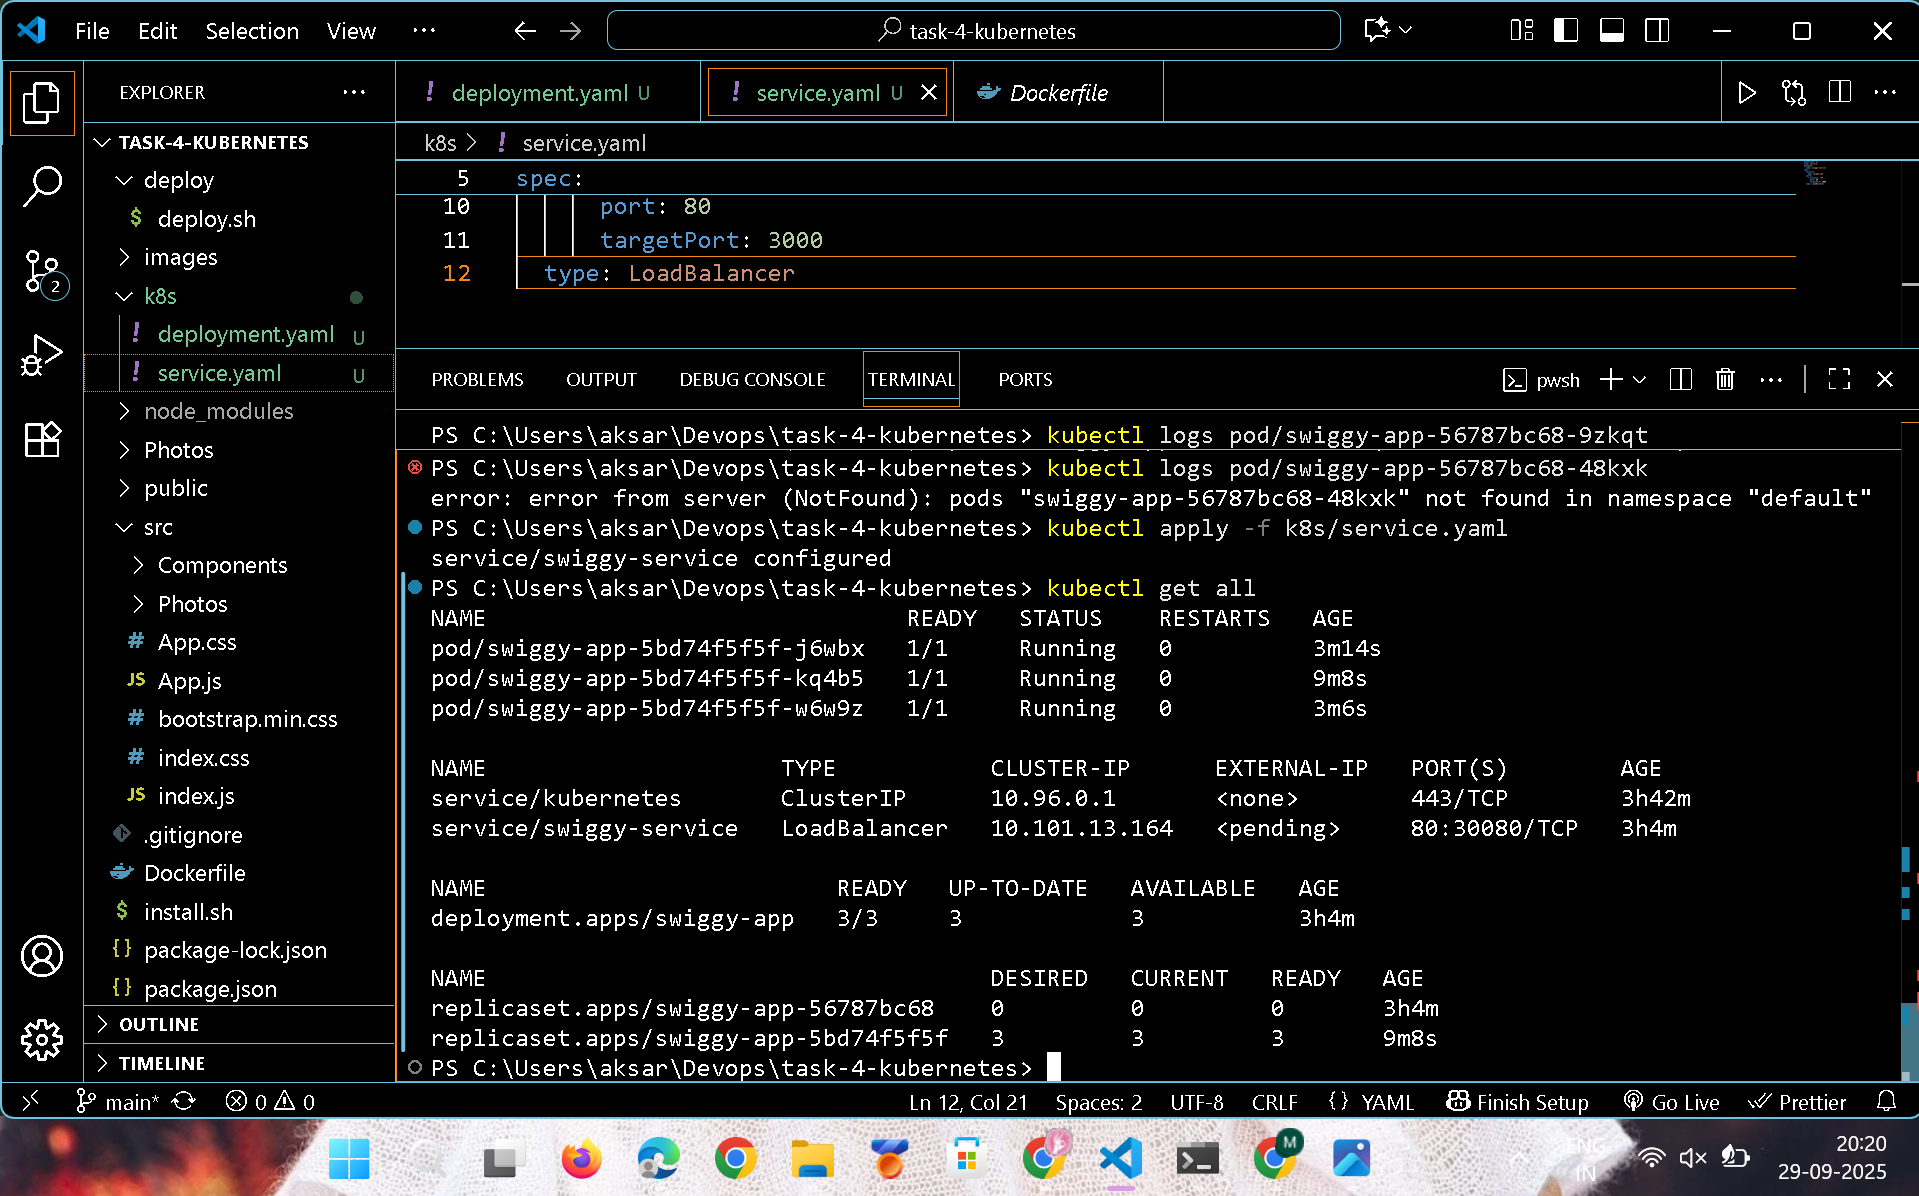 File Edit Selection View ··· task-4-kubernetes
EXPLORER ···
TASK-4-KUBERNETES
deploy
$ deploy.sh
images
k8s
! deployment.yaml U
! service.yaml U
node_modules
Photos
public
src
Components
Photos
# App.css
JS App.js
# bootstrap.min.css
# index.css
JS index.js
.gitignore
Dockerfile
$ install.sh
{} package-lock.json
{} package.json
OUTLINE
TIMELINE
2
! deployment.yaml U ! service.yaml U Dockerfile
k8s > ! service.yaml
5 spec:
10 port: 80
11 targetPort: 3000
12 type: LoadBalancer
PROBLEMS OUTPUT DEBUG CONSOLE TERMINAL PORTS pwsh
PS C:\Users\aksar\Devops\task-4-kubernetes> kubectl logs pod/swiggy-app-56787bc68-9zkqt
PS C:\Users\aksar\Devops\task-4-kubernetes> kubectl logs pod/swiggy-app-56787bc68-48kxk
error: error from server (NotFound): pods "swiggy-app-56787bc68-48kxk" not found in namespace "default"
PS C:\Users\aksar\Devops\task-4-kubernetes> kubectl apply -f k8s/service.yaml
service/swiggy-service configured
PS C:\Users\aksar\Devops\task-4-kubernetes> kubectl get all
NAME READY STATUS RESTARTS AGE
pod/swiggy-app-5bd74f5f5f-j6wbx 1/1 Running 0 3m14s
pod/swiggy-app-5bd74f5f5f-kq4b5 1/1 Running 0 9m8s
pod/swiggy-app-5bd74f5f5f-w6w9z 1/1 Running 0 3m6s
NAME TYPE CLUSTER-IP EXTERNAL-IP PORT(S) AGE
service/kubernetes ClusterIP 10.96.0.1 <none> 443/TCP 3h42m
service/swiggy-service LoadBalancer 10.101.13.164 <pending> 80:30080/TCP 3h4m
NAME READY UP-TO-DATE AVAILABLE AGE
deployment.apps/swiggy-app 3/3 3 3 3h4m
NAME DESIRED CURRENT READY AGE
replicaset.apps/swiggy-app-56787bc68 0 0 0 3h4m
replicaset.apps/swiggy-app-5bd74f5f5f 3 3 3 9m8s
PS C:\Users\aksar\Devops\task-4-kubernetes>
main* 0 0 Ln 12, Col 21 Spaces: 2 UTF-8 CRLF {} YAML Finish Setup Go Live Prettier
M
ENG
IN
20:20
29-09-2025